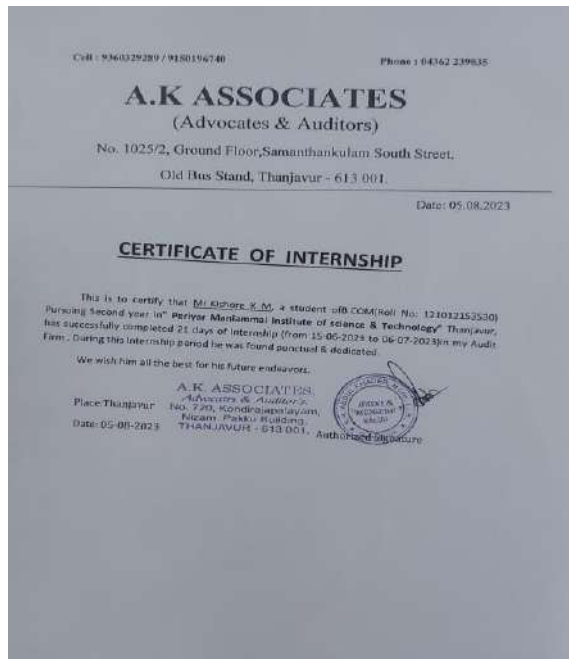 Cell : 9360329289 / 9150196740
Phone : 04362 239835
A.K ASSOCIATES
(Advocates & Auditors)
No. 1025/2, Ground Floor,Samanthankulam South Street,
Old Bus Stand, Thanjavur - 613 001.
Date: 05.08.2023
CERTIFICATE OF INTERNSHIP
This is to certify that Mr Kishore K M, a student ofB.COM(Roll No: 121012153530)
Pursuing Second year in" Periyar Maniammai Institute of science & Technology" Thanjavur,
has successfully completed 21 days of Internship (from 15-06-2023 to 06-07-2023)in my Audit
Firm . During this Internship period he was found punctual & dedicated.
We wish him all the best for his future endeavors.
A.K. ASSOCIATES,
Advocates & Auditor's
No. 720, Kondirajapalayam,
Nizam Pakku Building,
THANJAVUR - 613 001.
Place:Thanjavur
Date: 05-08-2023
Authorized Signature